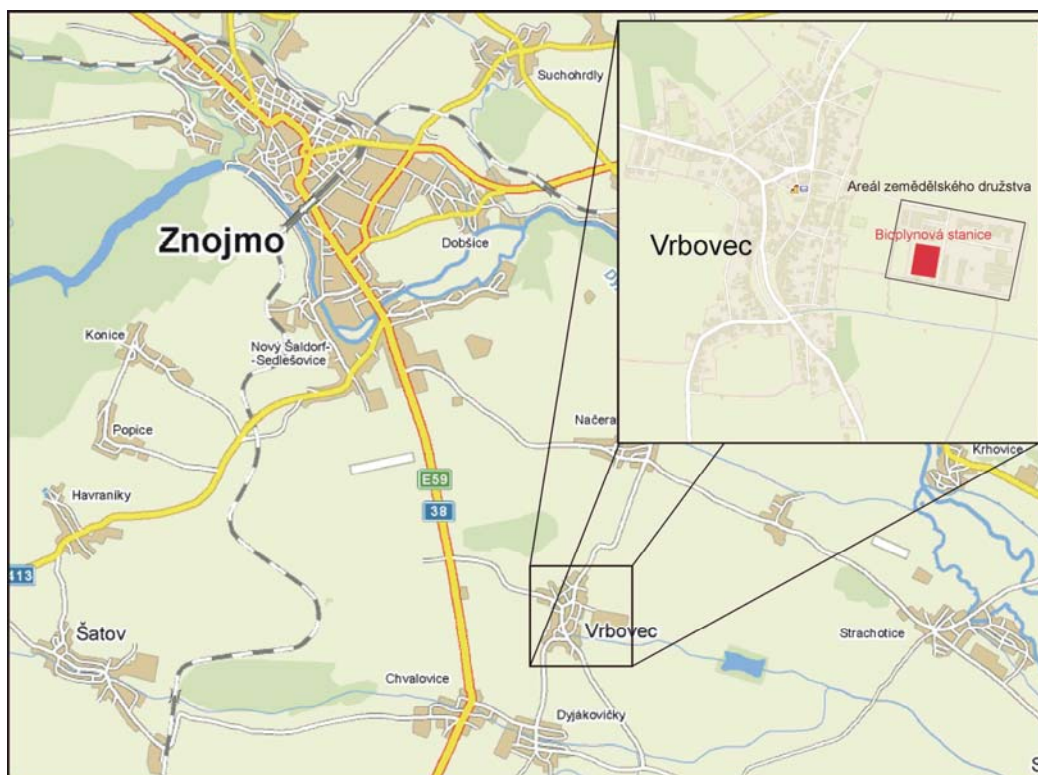 Suchohrdly
Znojmo
Dobšice
Konice
Nový Šaldorf-
-Sedlešovice
Popice
Načera
Havraníky
E59
38
413
Šatov
Chvalovice
Dyjákovičky
Vrbovec
Strachotice
Krhovice
Vrbovec
Areál zemědělského družstva
Bioplynová stanice